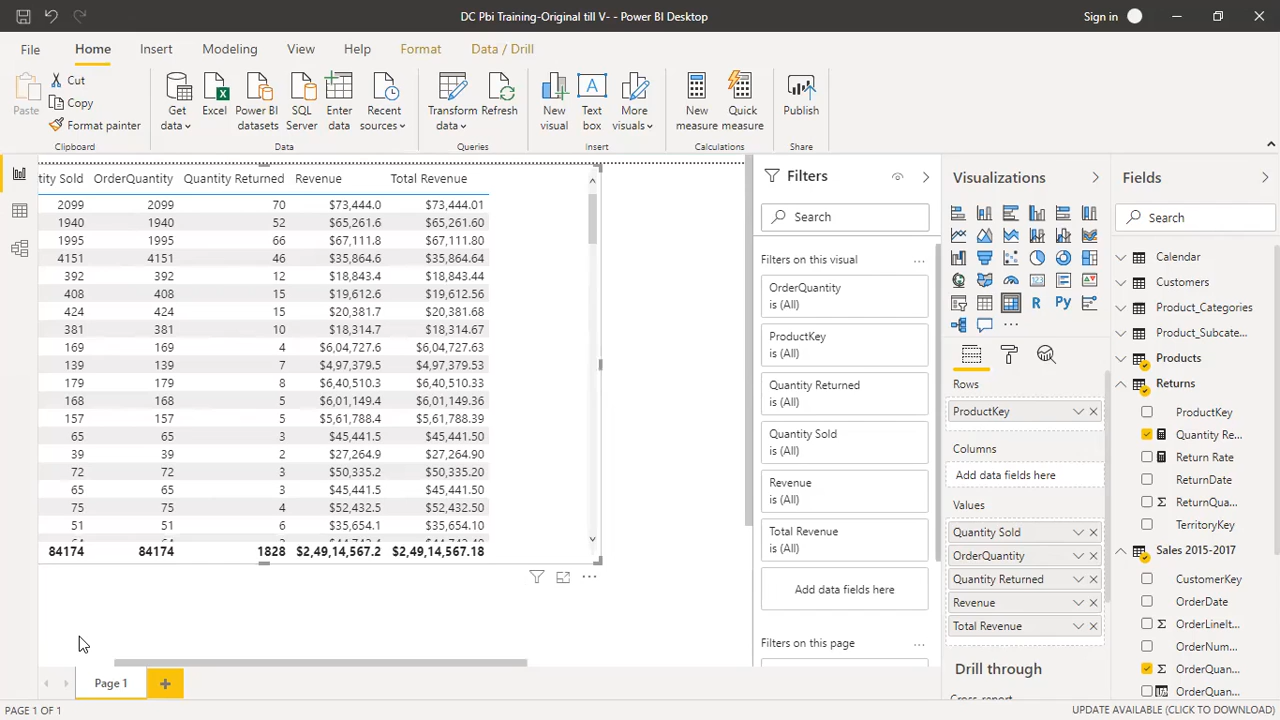 DC Pbi Training-Original till V- - Power BI Desktop
Sign in
File Home Insert Modeling View Help Format Data / Drill
Paste
Cut
Copy
Format painter
Get data
Excel
Power BI datasets
SQL Server
Enter data
Recent sources
Transform data
Refresh
New visual
Text box
More visuals
New measure
Quick measure
Publish
Clipboard Data Queries Insert Calculations Share
tity Sold OrderQuantity Quantity Returned Revenue Total Revenue
2099 2099 70 $73,444.0 $73,444.01
1940 1940 52 $65,261.6 $65,261.60
1995 1995 66 $67,111.8 $67,111.80
4151 4151 46 $35,864.6 $35,864.64
392 392 12 $18,843.4 $18,843.44
408 408 15 $19,612.6 $19,612.56
424 424 15 $20,381.7 $20,381.68
381 381 10 $18,314.7 $18,314.67
169 169 4 $6,04,727.6 $6,04,727.63
139 139 7 $4,97,379.5 $4,97,379.53
179 179 8 $6,40,510.3 $6,40,510.33
168 168 5 $6,01,149.4 $6,01,149.36
157 157 5 $5,61,788.4 $5,61,788.39
65 65 3 $45,441.5 $45,441.50
39 39 2 $27,264.9 $27,264.90
72 72 3 $50,335.2 $50,335.20
65 65 3 $45,441.5 $45,441.50
75 75 4 $52,432.5 $52,432.50
51 51 6 $35,654.1 $35,654.10
84174 84174 1828 $2,49,14,567.2 $2,49,14,567.18
Page 1
PAGE 1 OF 1
Filters
Search
Filters on this visual
OrderQuantity
is (All)
ProductKey
is (All)
Quantity Returned
is (All)
Quantity Sold
is (All)
Revenue
is (All)
Total Revenue
is (All)
Add data fields here
Filters on this page
Visualizations
R Py
Rows
ProductKey
Columns
Add data fields here
Values
Quantity Sold
OrderQuantity
Quantity Returned
Revenue
Total Revenue
Drill through
Cross-report
Fields
Search
Calendar
Customers
Product_Categories
Product_Subcate...
Products
Returns
ProductKey
Quantity Re...
Return Rate
ReturnDate
ReturnQua...
TerritoryKey
Sales 2015-2017
CustomerKey
OrderDate
OrderLineIt...
OrderNum...
OrderQuan...
OrderQuan...
UPDATE AVAILABLE (CLICK TO DOWNLOAD)